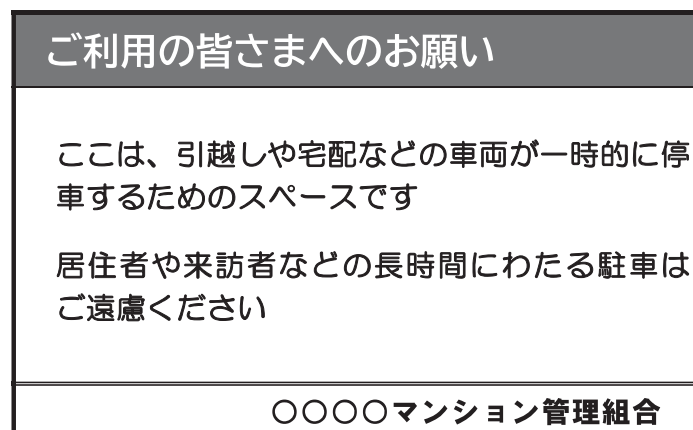 ご利用の皆さまへのお願い
ここは、引越しや宅配などの車両が一時的に停
車するためのスペースです
居住者や来訪者などの長時間にわたる駐車は
ご遠慮ください
○○○○マンション管理組合